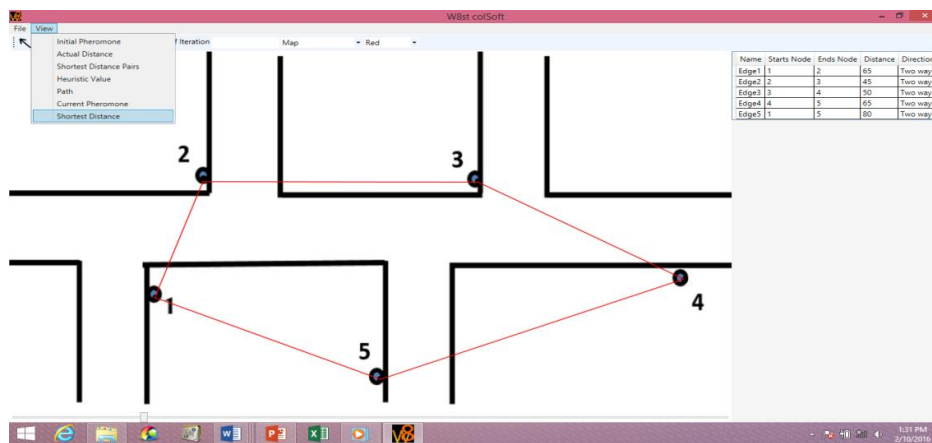 WBst colSoft
File View
f Iteration Map Red
Initial Pheromone
Actual Distance
Shortest Distance Pairs
Heuristic Value
Path
Current Pheromone
Shortest Distance
Name Starts Node Ends Node Distance Direction
Edge1 1 2 65 Two way
Edge2 2 3 45 Two way
Edge3 3 4 50 Two way
Edge4 4 5 65 Two way
Edge5 1 5 80 Two way
2
3
1
4
5
1:31 PM
2/10/2016